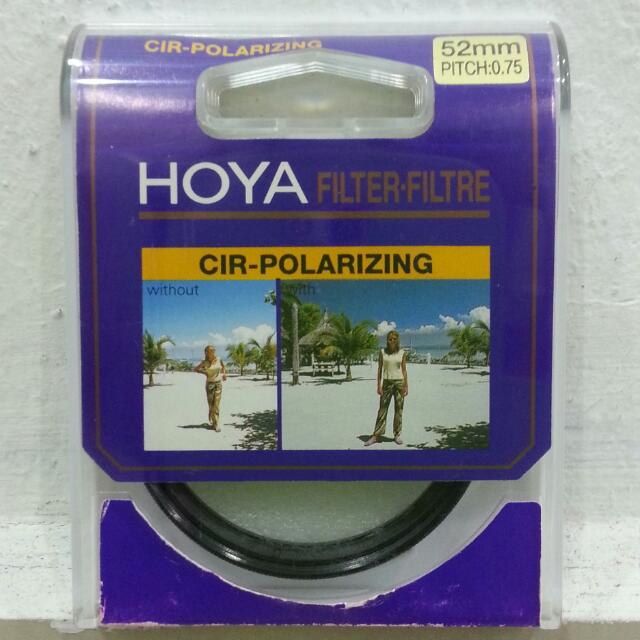 CIR-POLARIZING
52mm
PITCH:0.75
HOYA FILTER·FILTRE
CIR-POLARIZING
without
with